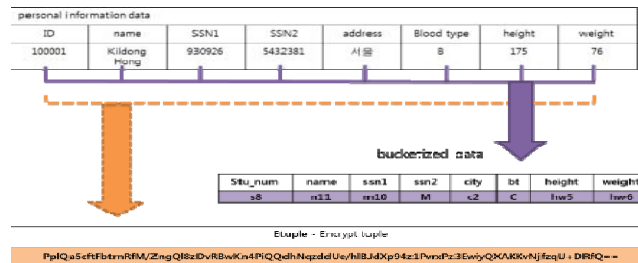 personal information data
ID name SSN1 SSN2 address Blood type height weight
100001 Kildong Hong 930926 5432381 서울 B 175 76
bucketized data
Stu_num name ssn1 ssn2 city bt height weight
s8 n11 rn10 M c2 C hw5 hw6
Etuple - Encrypt tuple